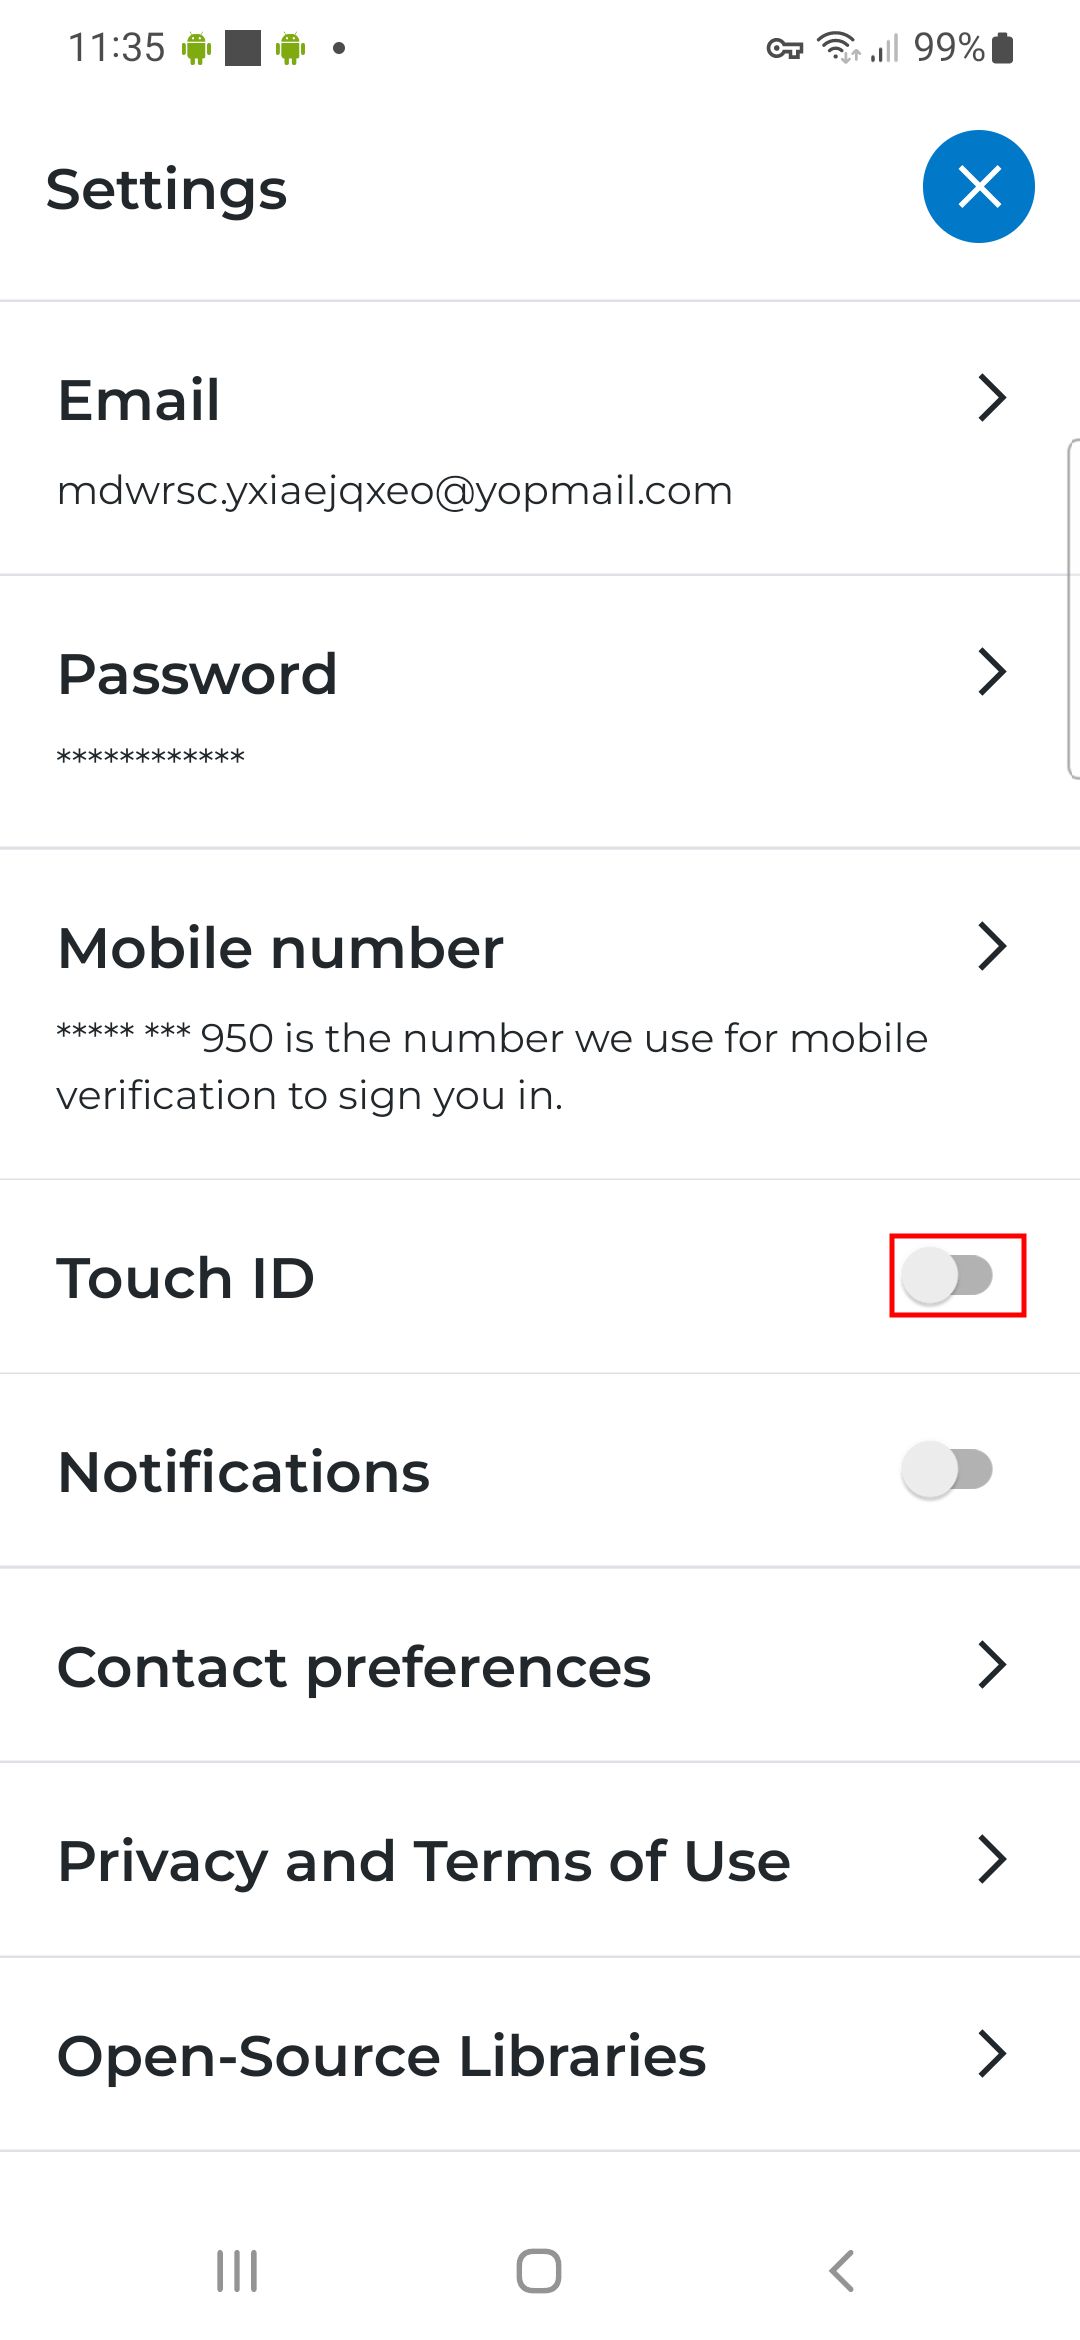 11:35 99%
Settings
Email
mdwrsc.yxiaejqxeo@yopmail.com
Password
************
Mobile number
***** *** 950 is the number we use for mobile
verification to sign you in.
Touch ID
Notifications
Contact preferences
Privacy and Terms of Use
Open-Source Libraries